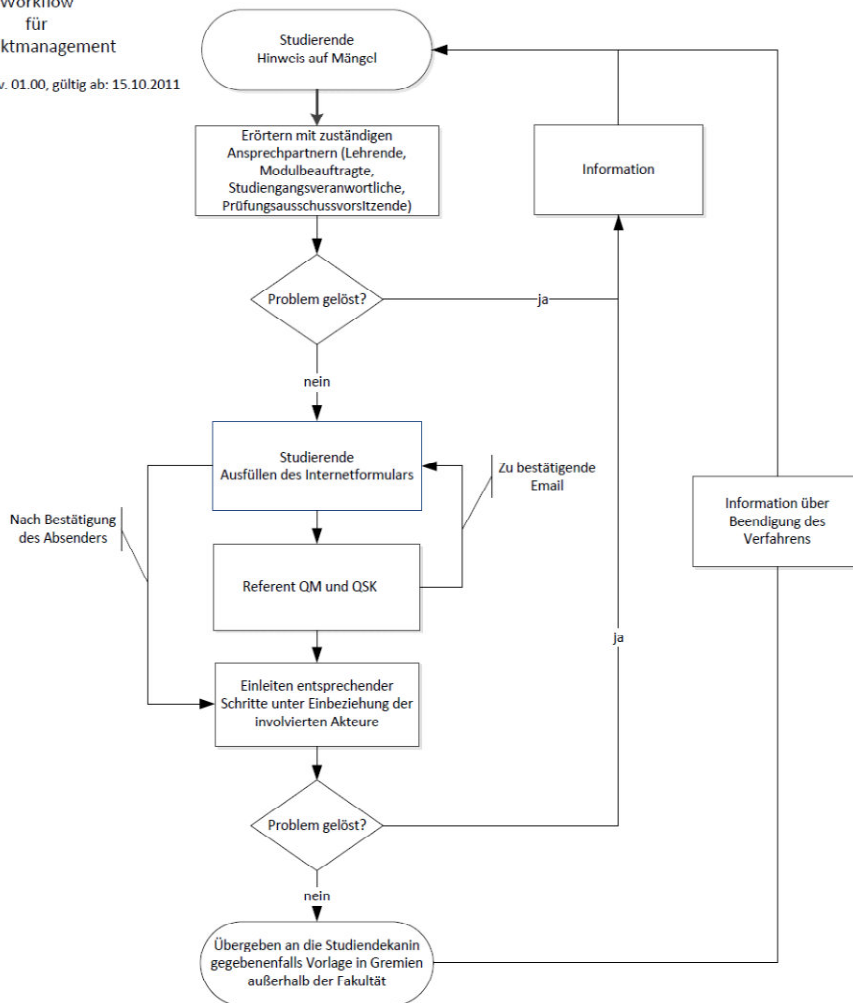 Workflow
für
ktmanagement
v. 01.00, gültig ab: 15.10.2011
Studierende
Hinweis auf Mängel
Erörtern mit zuständigen
Ansprechpartnern (Lehrende,
Modulbeauftragte,
Studiengangsveranwortliche,
Prüfungsausschussvorsitzende)
Information
Problem gelöst?
ja
nein
Studierende
Ausfüllen des Internetformulars
Zu bestätigende
Email
Nach Bestätigung
des Absenders
Information über
Beendigung des
Verfahrens
Referent QM und QSK
ja
Einleiten entsprechender
Schritte unter Einbeziehung der
involvierten Akteure
Problem gelöst?
nein
Übergeben an die Studiendekanin
gegebenenfalls Vorlage in Gremien
außerhalb der Fakultät